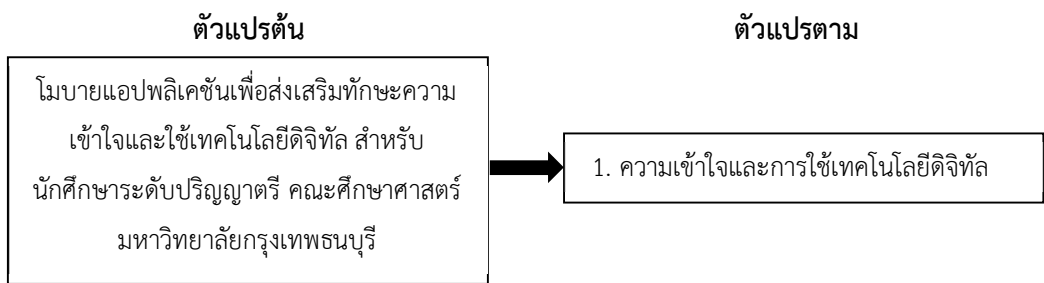 ตัวแปรต้น
ตัวแปรตาม
โมบายแอปพลิเคชันเพื่อส่งเสริมทักษะความ
เข้าใจและใช้เทคโนโลยีดิจิทัล สำหรับ
นักศึกษาระดับปริญญาตรี คณะศึกษาศาสตร์
มหาวิทยาลัยกรุงเทพธนบุรี
1. ความเข้าใจและการใช้เทคโนโลยีดิจิทัล